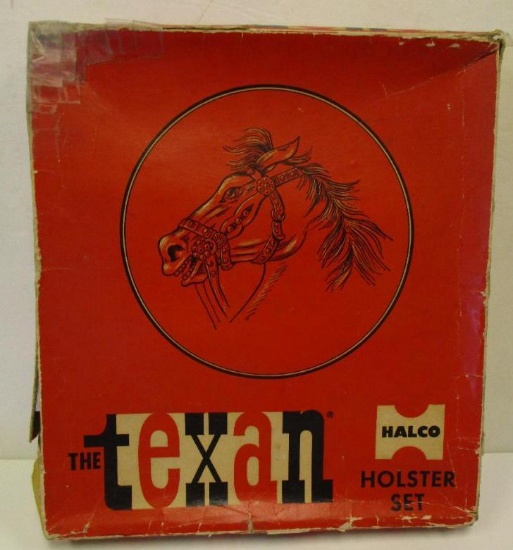 THE texan®
HALCO
HOLSTER
SET